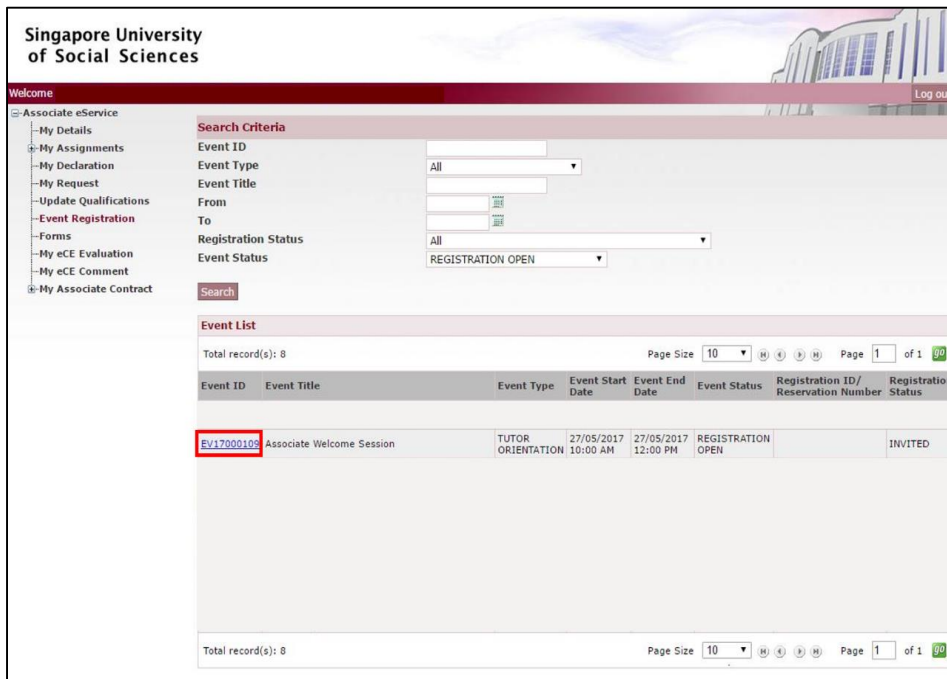 Singapore University
of Social Sciences
Welcome
Log ou
Associate eService
My Details
My Assignments
My Declaration
My Request
Update Qualifications
Event Registration
Forms
My eCE Evaluation
My eCE Comment
My Associate Contract
Search Criteria
Event ID
Event Type All
Event Title
From
To
Registration Status All
Event Status REGISTRATION OPEN
Search
Event List
Total record(s): 8 Page Size 10 Page 1 of 1 go
Event ID Event Title Event Type Event Start Date Event End Date Event Status Registration ID/ Reservation Number Registratio Status
EV17000109 Associate Welcome Session TUTOR ORIENTATION 27/05/2017 10:00 AM 27/05/2017 12:00 PM REGISTRATION OPEN INVITED
Total record(s): 8 Page Size 10 Page 1 of 1 go